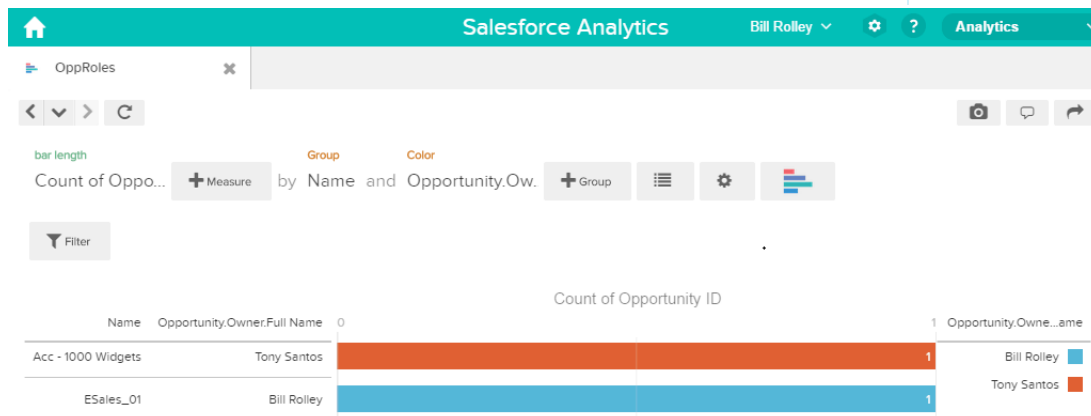 Salesforce Analytics Bill Rolley ? Analytics
OppRoles
bar length Group Color
Count of Oppo... + Measure by Name and Opportunity.Ow. + Group
Filter
Count of Opportunity ID
Name Opportunity.Owner.Full Name 0 1 Opportunity.Owne...ame
Acc - 1000 Widgets Tony Santos 1 Bill Rolley
Tony Santos
ESales_01 Bill Rolley 1